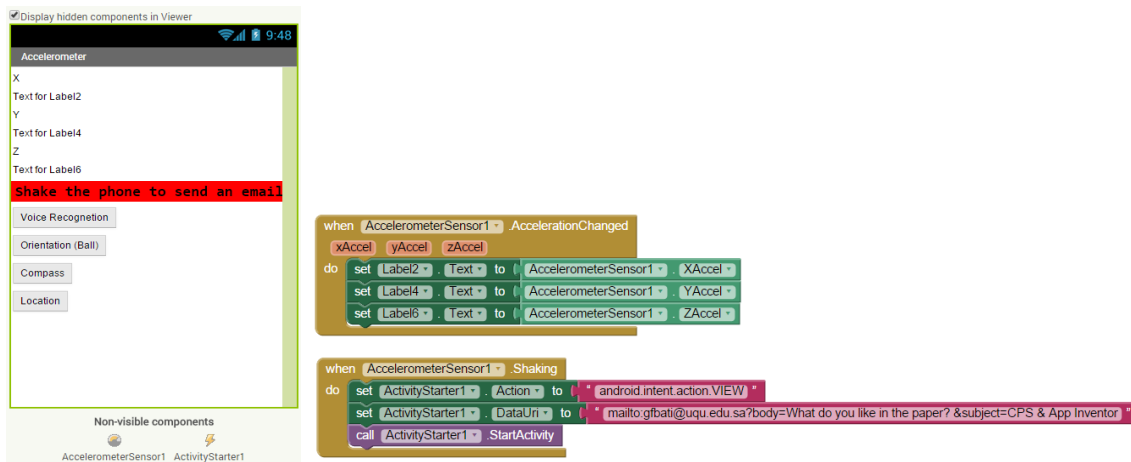 Display hidden components in Viewer
9:48
Accelerometer
X
Text for Label2
Y
Text for Label4
Z
Text for Label6
Shake the phone to send an email
Voice Recognetion
Orientation (Ball)
Compass
Location
Non-visible components
AccelerometerSensor1 ActivityStarter1
when AccelerometerSensor1 .AccelerationChanged
xAccel yAccel zAccel
do set Label2 . Text to AccelerometerSensor1 . XAccel
set Label4 . Text to AccelerometerSensor1 . YAccel
set Label6 . Text to AccelerometerSensor1 . ZAccel
when AccelerometerSensor1 .Shaking
do set ActivityStarter1 . Action to " android.intent.action.VIEW "
set ActivityStarter1 . DataUri to " mailto:gfbati@uqu.edu.sa?body=What do you like in the paper? &subject=CPS & App Inventor "
call ActivityStarter1 .StartActivity